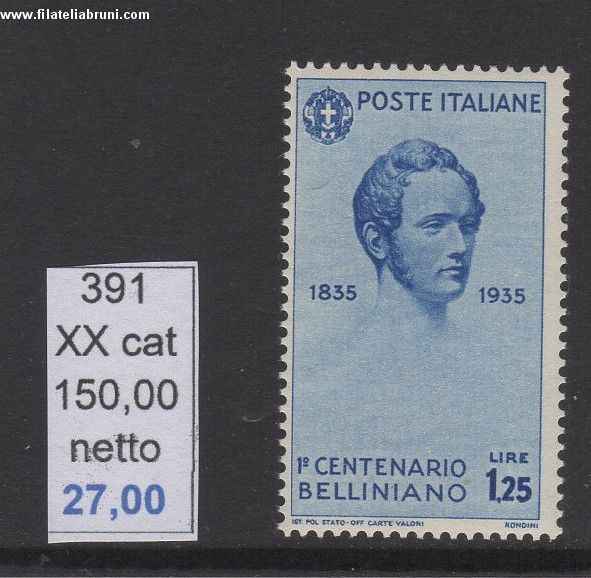 www.filateliabruni.com
POSTE ITALIANE
1835 1935
1º CENTENARIO
BELLINIANO
LIRE
1,25
IST. POL. STATO-OFF. CARTE VALORI
RONDINI
391
XX cat
150,00
netto
27,00